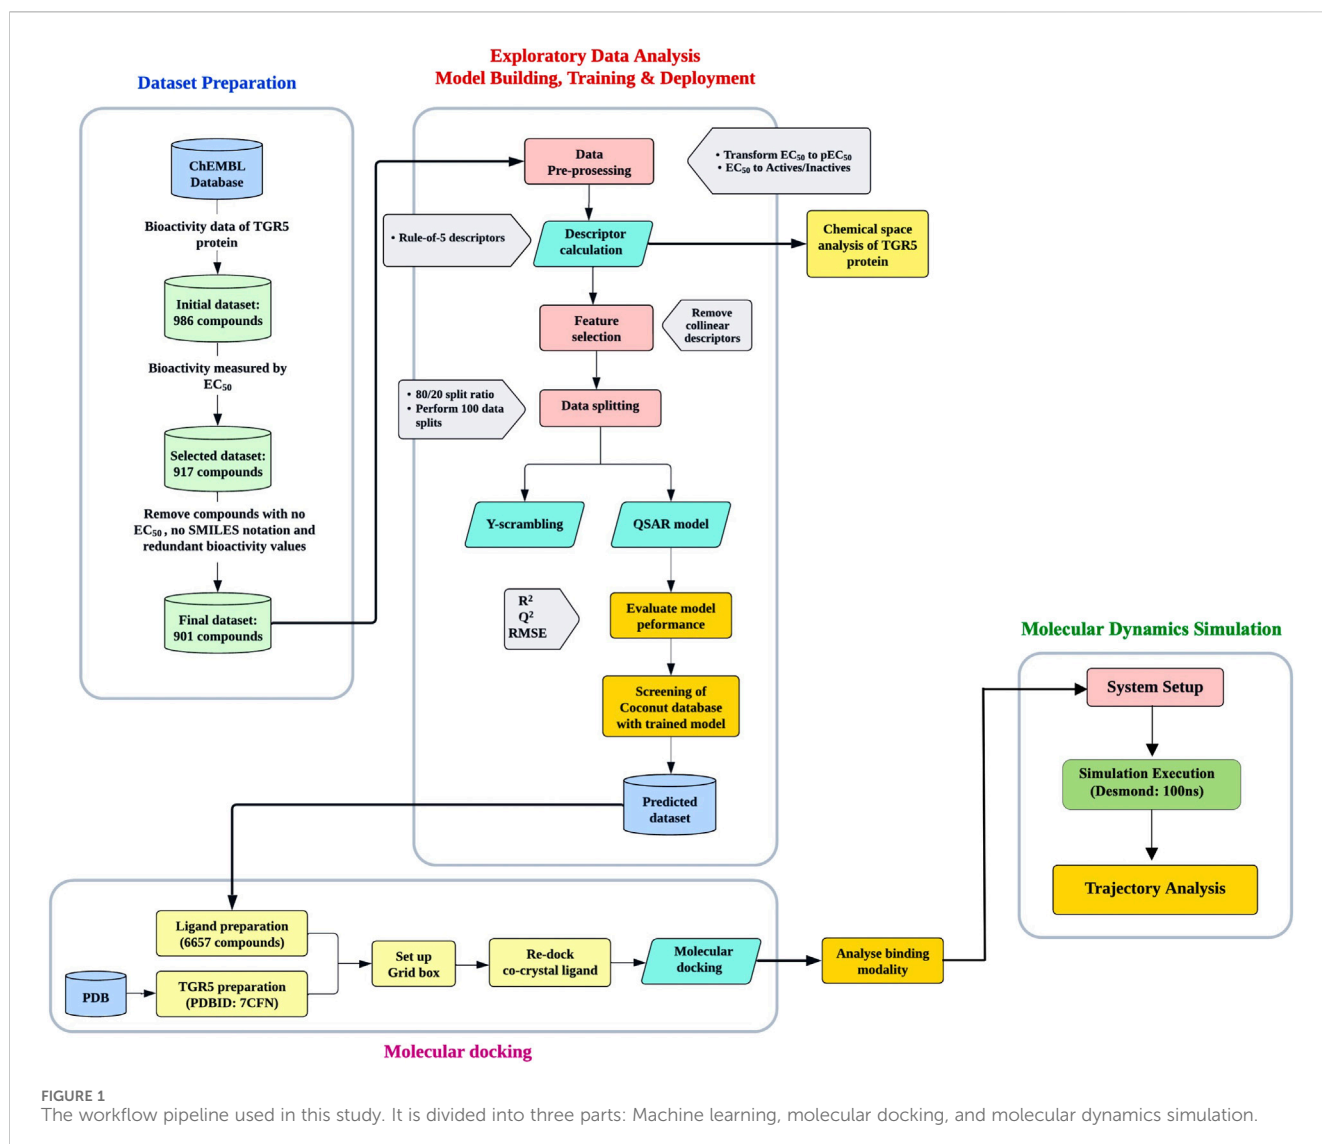 Dataset Preparation
ChEMBL
Database
Bioactivity data of TGR5
protein
Initial dataset:
986 compounds
Bioactivity measured by
EC50
Selected dataset:
917 compounds
Remove compounds with no
EC50 , no SMILES notation and
redundant bioactivity values
Final dataset:
901 compounds
Exploratory Data Analysis
Model Building, Training & Deployment
Data
Pre-prosessing
• Transform EC50 to pEC50
• EC50 to Actives/Inactives
• Rule-of-5 descriptors
Descriptor
calculation
Chemical space
analysis of TGR5
protein
Feature
selection
Remove
collinear
descriptors
• 80/20 split ratio
• Perform 100 data
splits
Data splitting
Y-scrambling
QSAR model
R²
Q²
RMSE
Evaluate model
peformance
Screening of
Coconut database
with trained model
Predicted
dataset
Ligand preparation
(6657 compounds)
PDB
TGR5 preparation
(PDBID: 7CFN)
Set up
Grid box
Re-dock
co-crystal ligand
Molecular
docking
Analyse binding
modality
Molecular docking
Molecular Dynamics Simulation
System Setup
Simulation Execution
(Desmond: 100ns)
Trajectory Analysis
FIGURE 1
The workflow pipeline used in this study. It is divided into three parts: Machine learning, molecular docking, and molecular dynamics simulation.